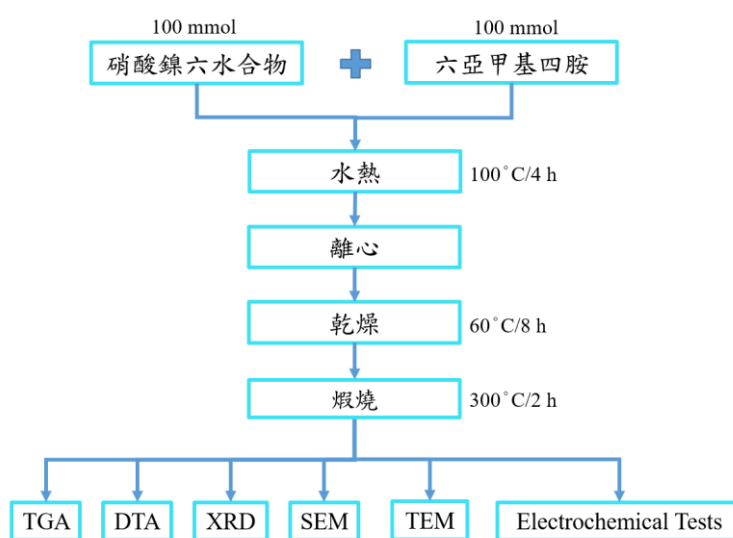 100 mmol
100 mmol
硝酸鎳六水合物
六亞甲基四胺
水熱
100°C/4 h
離心
乾燥
60°C/8 h
煆燒
300°C/2 h
TGA
DTA
XRD
SEM
TEM
Electrochemical Tests